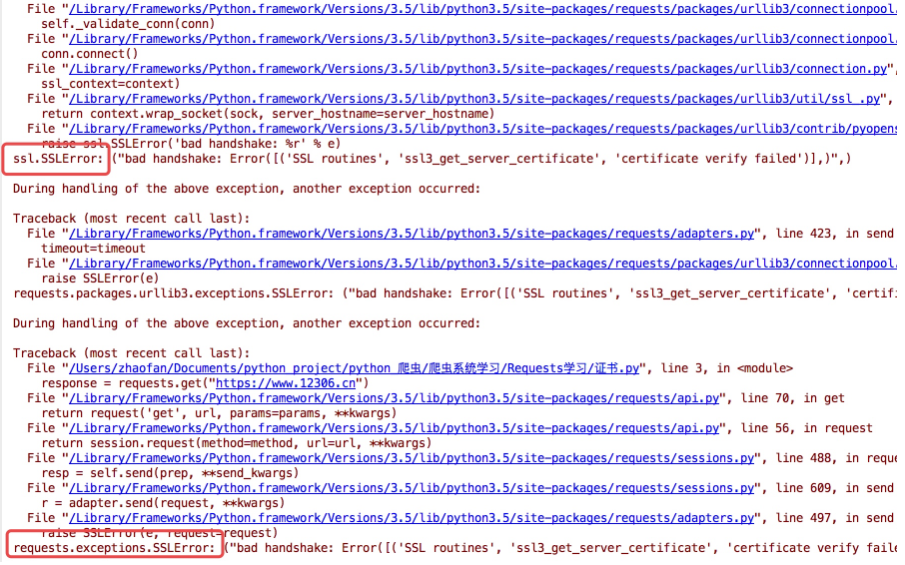 File "/Library/Frameworks/Python.framework/Versions/3.5/lib/python3.5/site-packages/requests/packages/urllib3/connectionpool.
self._validate_conn(conn)
File "/Library/Frameworks/Python.framework/Versions/3.5/lib/python3.5/site-packages/requests/packages/urllib3/connectionpool.
conn.connect()
File "/Library/Frameworks/Python.framework/Versions/3.5/lib/python3.5/site-packages/requests/packages/urllib3/connection.py",
ssl_context=context)
File "/Library/Frameworks/Python.framework/Versions/3.5/lib/python3.5/site-packages/requests/packages/urllib3/util/ssl_.py",
return context.wrap_socket(sock, server_hostname=server_hostname)
File "/Library/Frameworks/Python.framework/Versions/3.5/lib/python3.5/site-packages/requests/packages/urllib3/contrib/pyopens
raise ssl.SSLError('bad handshake: %r' % e)
ssl.SSLError: ("bad handshake: Error([('SSL routines', 'ssl3_get_server_certificate', 'certificate verify failed')],)",)
During handling of the above exception, another exception occurred:
Traceback (most recent call last):
File "/Library/Frameworks/Python.framework/Versions/3.5/lib/python3.5/site-packages/requests/adapters.py", line 423, in send
timeout=timeout
File "/Library/Frameworks/Python.framework/Versions/3.5/lib/python3.5/site-packages/requests/packages/urllib3/connectionpool.
raise SSLError(e)
requests.packages.urllib3.exceptions.SSLError: ("bad handshake: Error([('SSL routines', 'ssl3_get_server_certificate', 'certif
During handling of the above exception, another exception occurred:
Traceback (most recent call last):
File "/Users/zhaofan/Documents/python_project/python 爬虫/爬虫系统学习/Requests学习/证书.py", line 3, in <module>
response = requests.get("https://www.12306.cn")
File "/Library/Frameworks/Python.framework/Versions/3.5/lib/python3.5/site-packages/requests/api.py", line 70, in get
return request('get', url, params=params, **kwargs)
File "/Library/Frameworks/Python.framework/Versions/3.5/lib/python3.5/site-packages/requests/api.py", line 56, in request
return session.request(method=method, url=url, **kwargs)
File "/Library/Frameworks/Python.framework/Versions/3.5/lib/python3.5/site-packages/requests/sessions.py", line 488, in reque
resp = self.send(prep, **send_kwargs)
File "/Library/Frameworks/Python.framework/Versions/3.5/lib/python3.5/site-packages/requests/sessions.py", line 609, in send
r = adapter.send(request, **kwargs)
File "/Library/Frameworks/Python.framework/Versions/3.5/lib/python3.5/site-packages/requests/adapters.py", line 497, in send
raise SSLError(e, request=request)
requests.exceptions.SSLError: ("bad handshake: Error([('SSL routines', 'ssl3_get_server_certificate', 'certificate verify faile